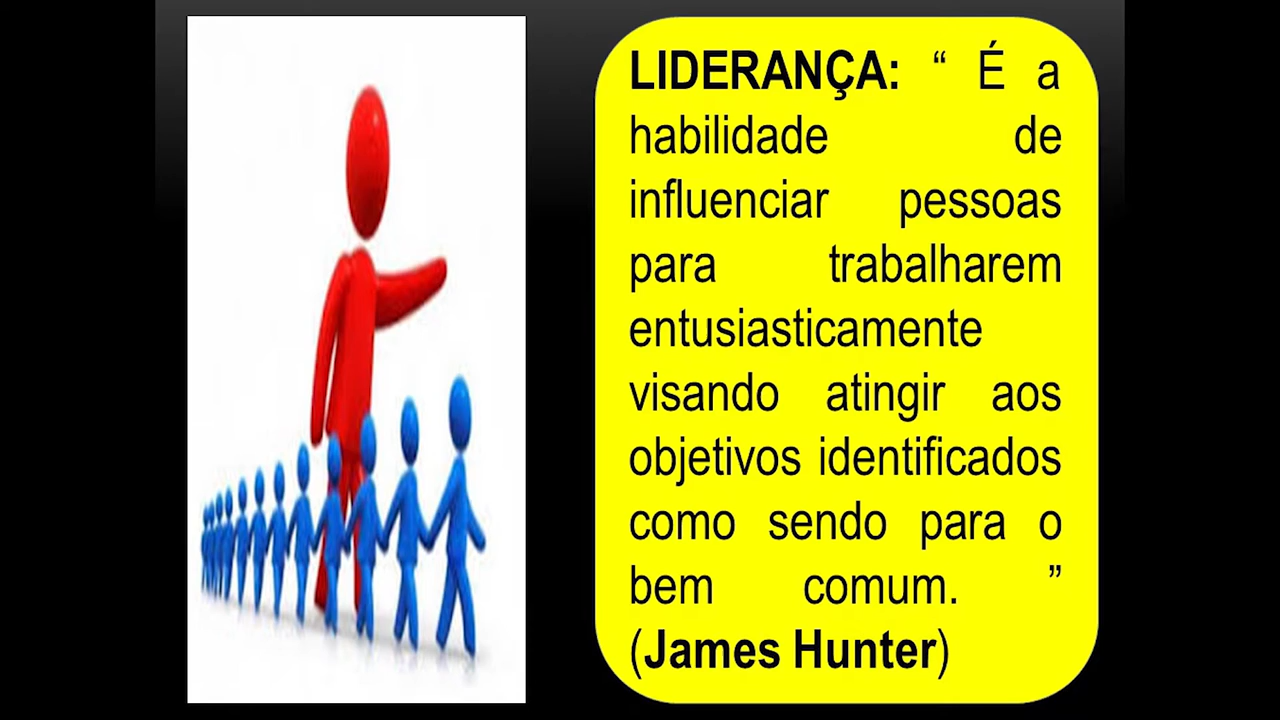 LIDERANÇA: “ É a
habilidade de
influenciar pessoas
para trabalharem
entusiasticamente
visando atingir aos
objetivos identificados
como sendo para o
bem comum. ”
(James Hunter)